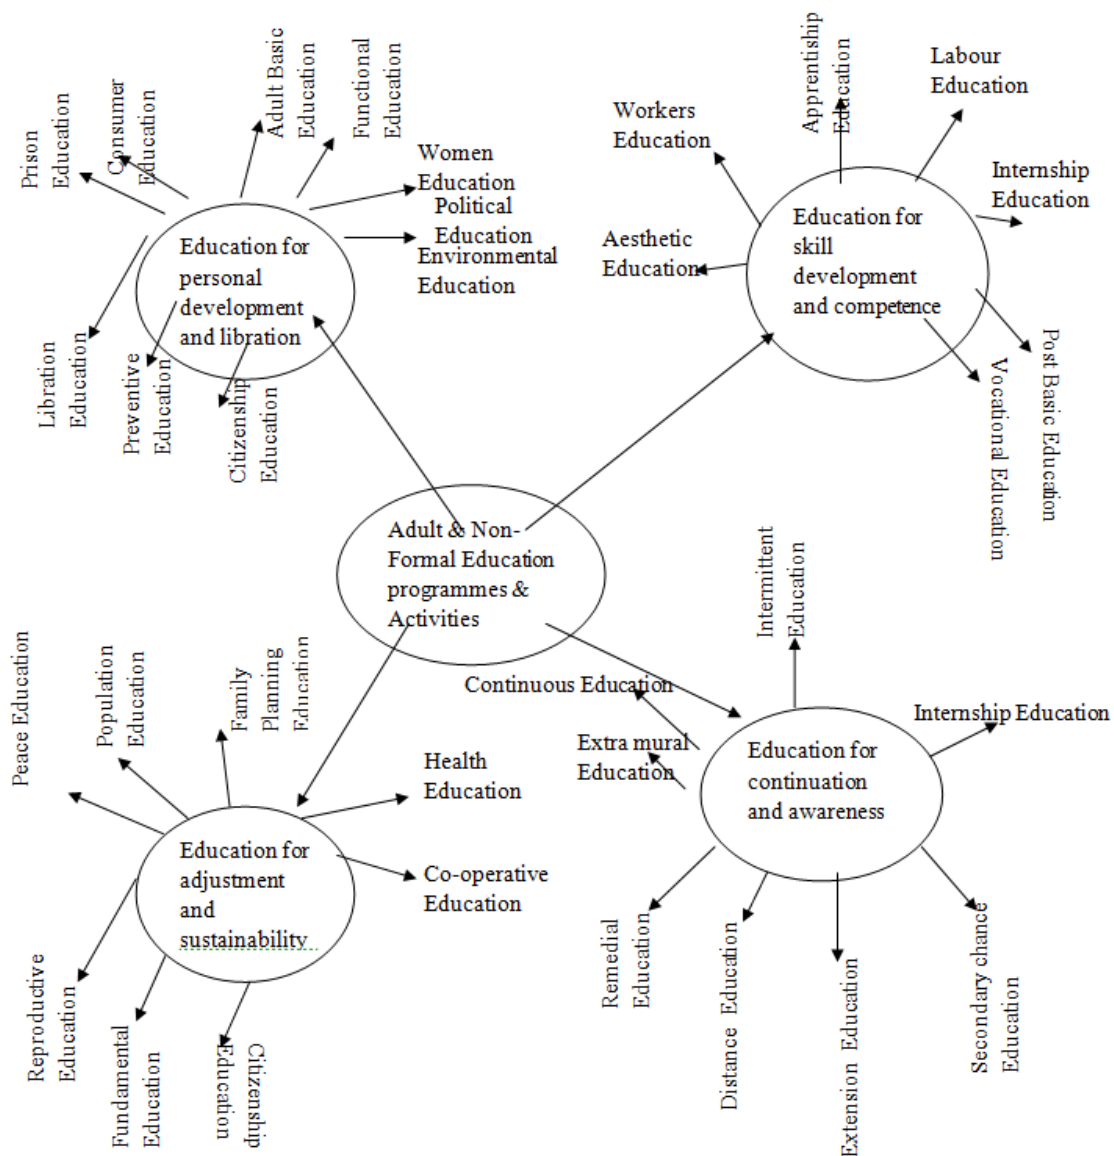 Prison
Education
Consumer
Education
Adult Basic
Education
Functional
Education
Women
Education
Political
Education
Environmental
Education
Education for
personal
development
and libration
Libration
Education
Preventive
Education
Citizenship
Education
Workers
Education
Apprentiship
Education
Labour
Education
Internship
Education
Aesthetic
Education
Education for
skill
development
and competence
Vocational Education
Post Basic Education
Adult & Non-
Formal Education
programmes &
Activities
Peace Education
Population
Education
Family
Planning
Education
Health
Education
Co-operative
Education
Education for
adjustment
and
sustainability
Reproductive
Education
Fundamental
Education
Citizenship
Education
Intermittent
Education
Continuous Education
Internship Education
Extra mural
Education
Education for
continuation
and awareness
Remedial
Education
Distance Education
Extension Education
Secondary chance
Education